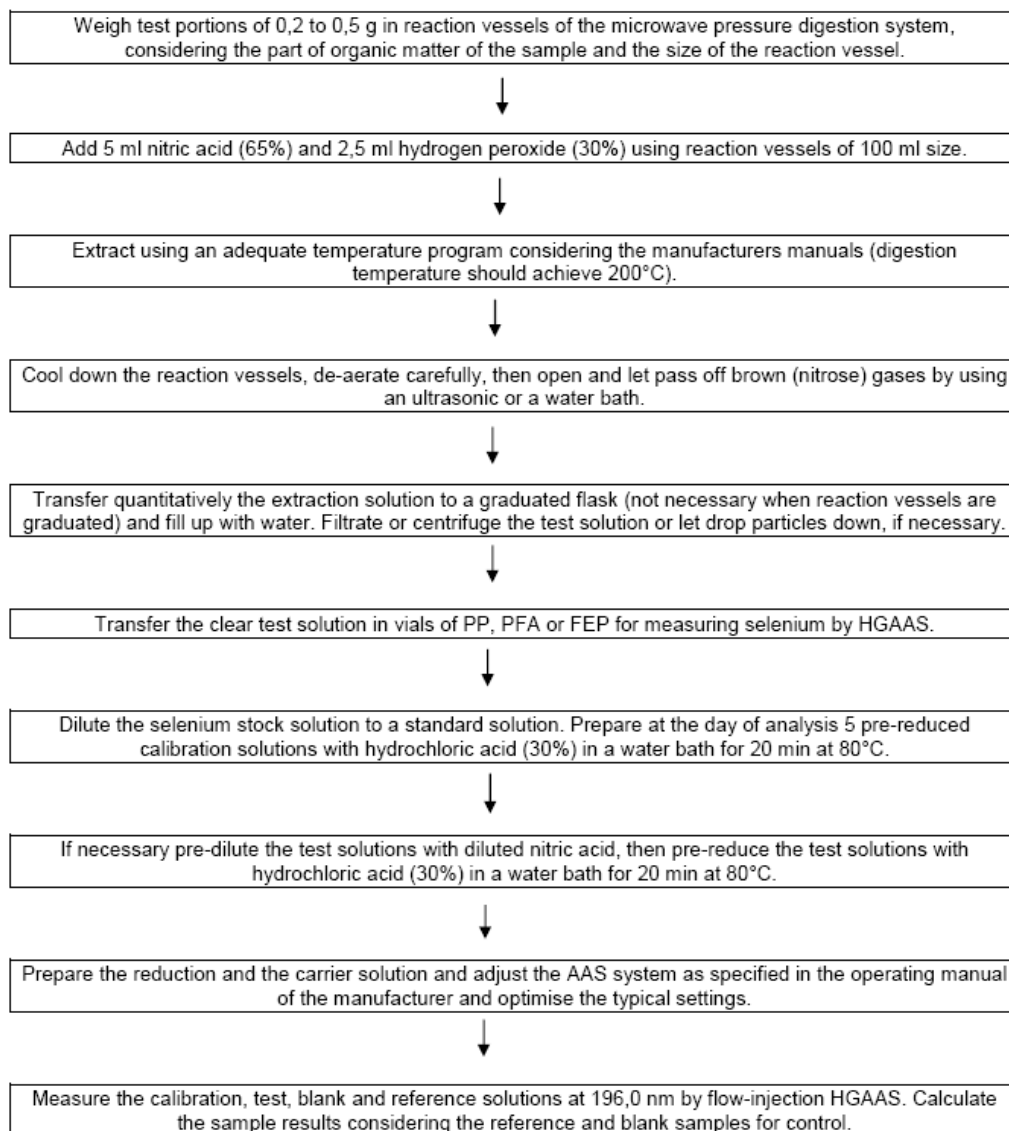 Weigh test portions of 0,2 to 0,5 g in reaction vessels of the microwave pressure digestion system,
considering the part of organic matter of the sample and the size of the reaction vessel.
Add 5 ml nitric acid (65%) and 2,5 ml hydrogen peroxide (30%) using reaction vessels of 100 ml size.
Extract using an adequate temperature program considering the manufacturers manuals (digestion
temperature should achieve 200°C).
Cool down the reaction vessels, de-aerate carefully, then open and let pass off brown (nitrose) gases by using
an ultrasonic or a water bath.
Transfer quantitatively the extraction solution to a graduated flask (not necessary when reaction vessels are
graduated) and fill up with water. Filtrate or centrifuge the test solution or let drop particles down, if necessary.
Transfer the clear test solution in vials of PP, PFA or FEP for measuring selenium by HGAAS.
Dilute the selenium stock solution to a standard solution. Prepare at the day of analysis 5 pre-reduced
calibration solutions with hydrochloric acid (30%) in a water bath for 20 min at 80°C.
If necessary pre-dilute the test solutions with diluted nitric acid, then pre-reduce the test solutions with
hydrochloric acid (30%) in a water bath for 20 min at 80°C.
Prepare the reduction and the carrier solution and adjust the AAS system as specified in the operating manual
of the manufacturer and optimise the typical settings.
Measure the calibration, test, blank and reference solutions at 196,0 nm by flow-injection HGAAS. Calculate
the sample results considering the reference and blank samples for control.